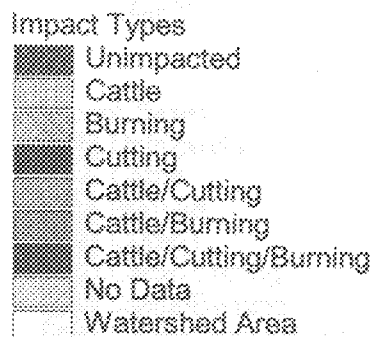 Impact Types
Unimpacted
Cattle
Burning
Cutting
Cattle/Cutting
Cattle/Burning
Cattle/Cutting/Burning
No Data
Watershed Area